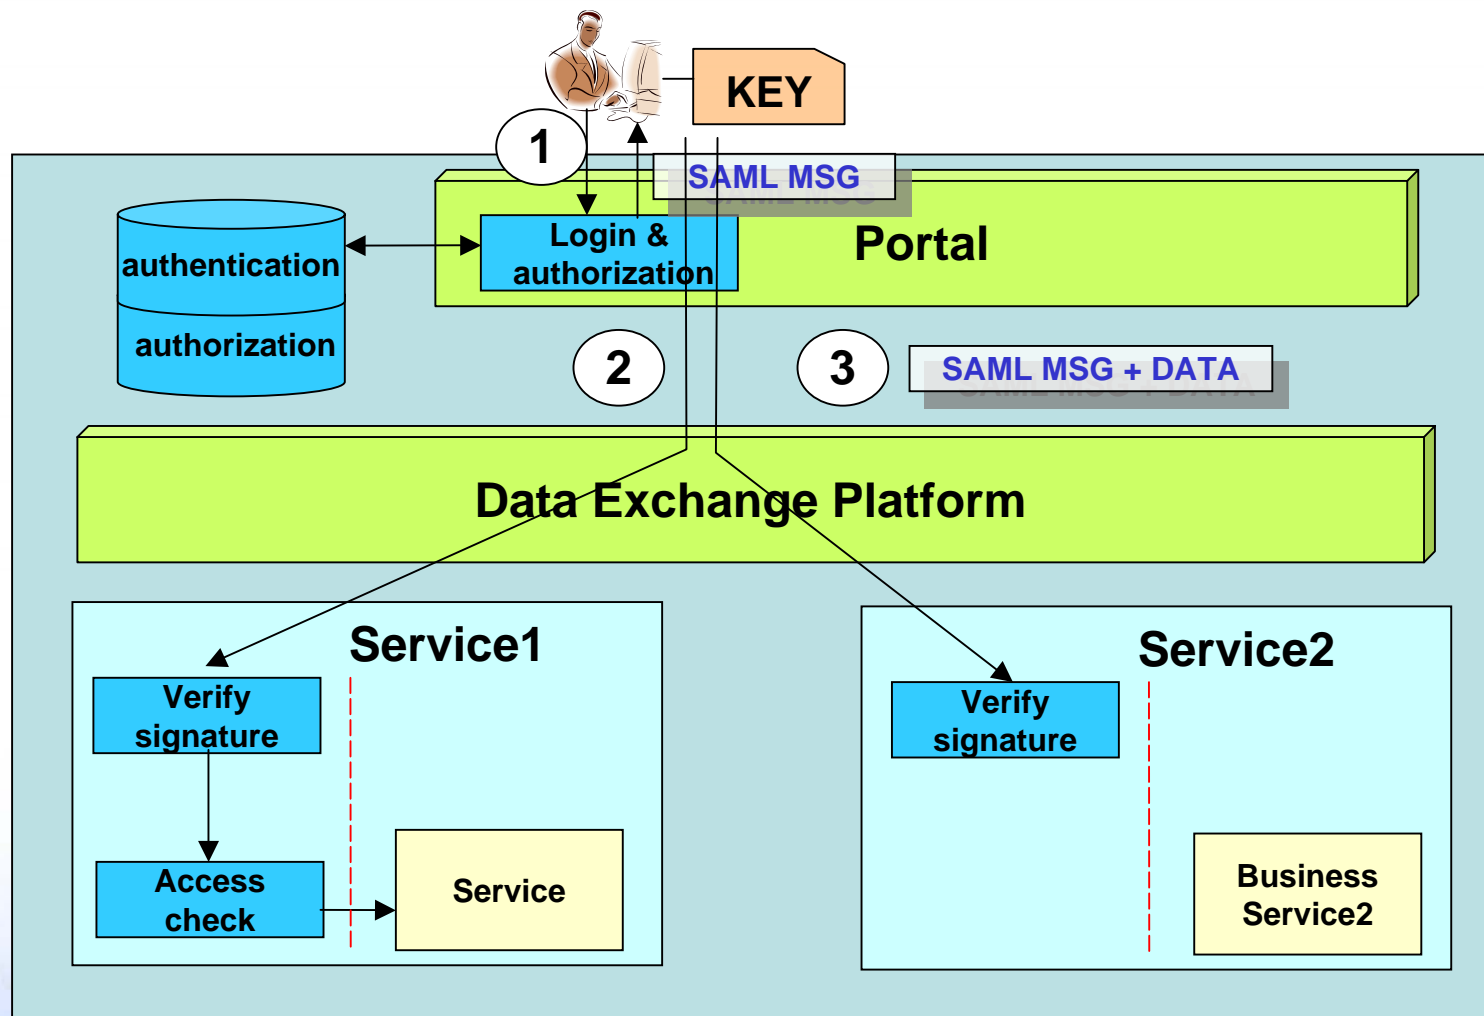 KEY
1
SAML MSG
Login &
authorization
Portal
authentication
authorization
2
3
SAML MSG + DATA
Data Exchange Platform
Service1
Verify
signature
Access
check
Service
Service2
Verify
signature
Business
Service2